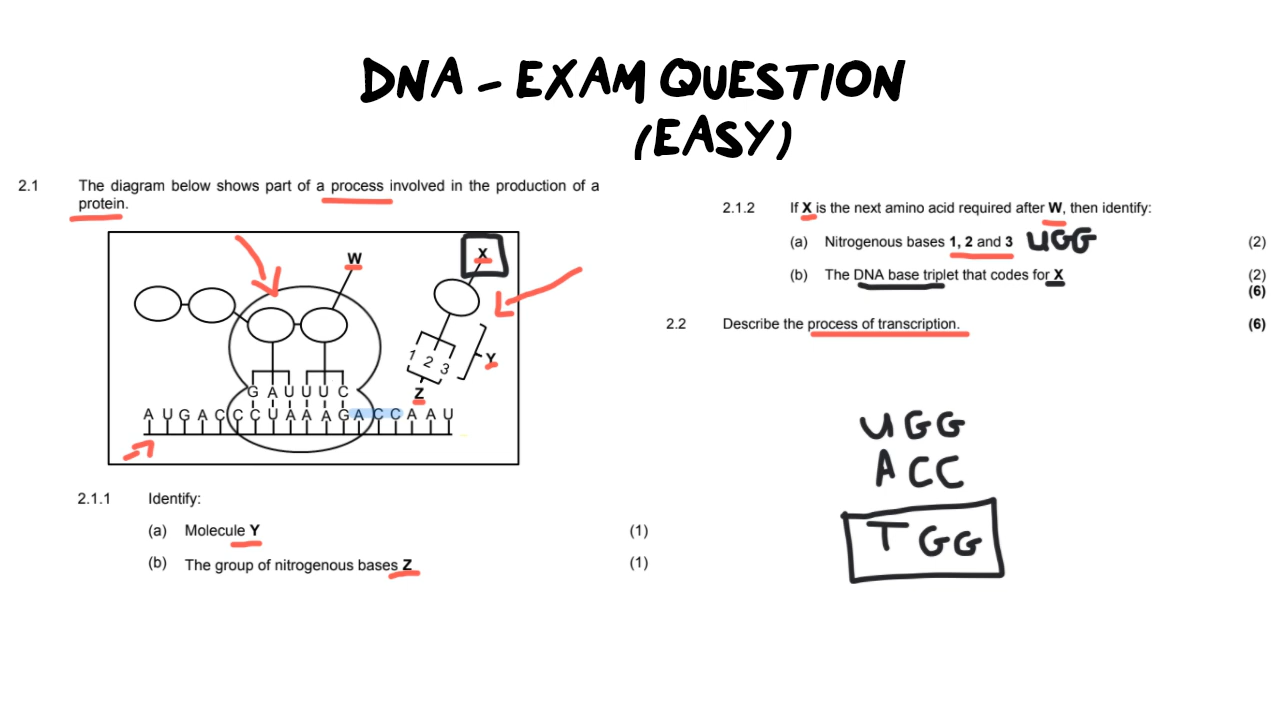 DNA - EXAM QUESTION
(EASY)
2.1 The diagram below shows part of a process involved in the production of a
protein.
W
X
1 2 3
Y
Z
G A U U U C
A U G A C C C U A A A G A C C A A U
2.1.1 Identify:
(a) Molecule Y (1)
(b) The group of nitrogenous bases Z (1)
2.1.2 If X is the next amino acid required after W, then identify:
(a) Nitrogenous bases 1, 2 and 3 UGG (2)
(b) The DNA base triplet that codes for X (2)
(6)
2.2 Describe the process of transcription. (6)
UGG
ACC
TGG